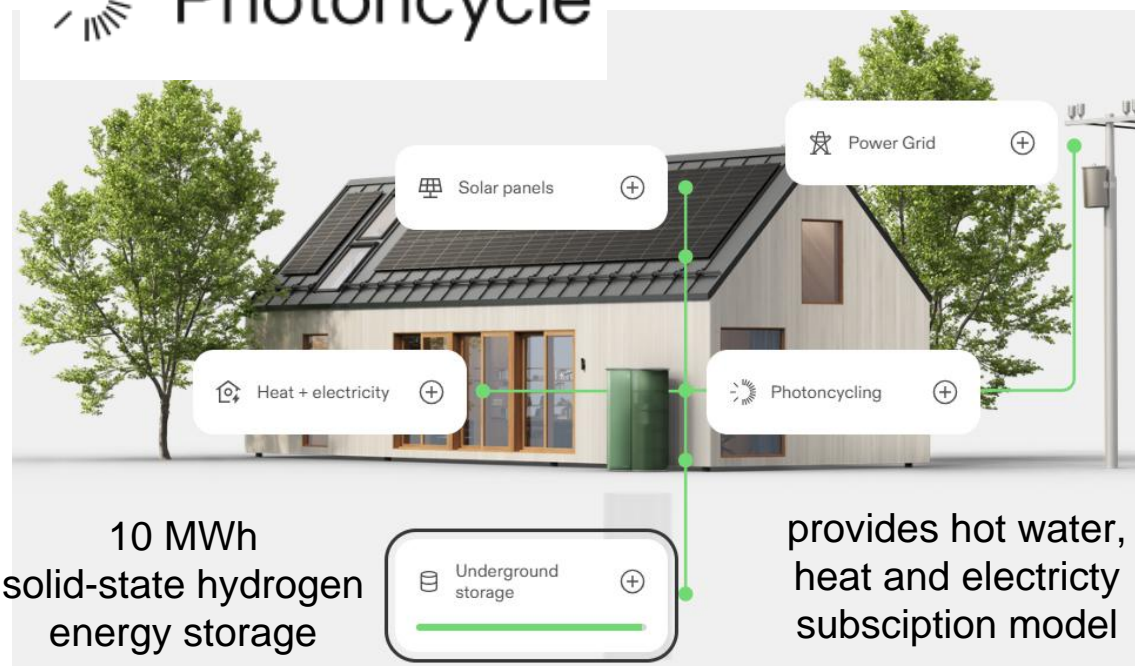 Photoncycle
Power Grid
Solar panels
Heat + electricity
Photoncycling
10 MWh
solid-state hydrogen
energy storage
Underground
storage
provides hot water,
heat and electricty
subsciption model